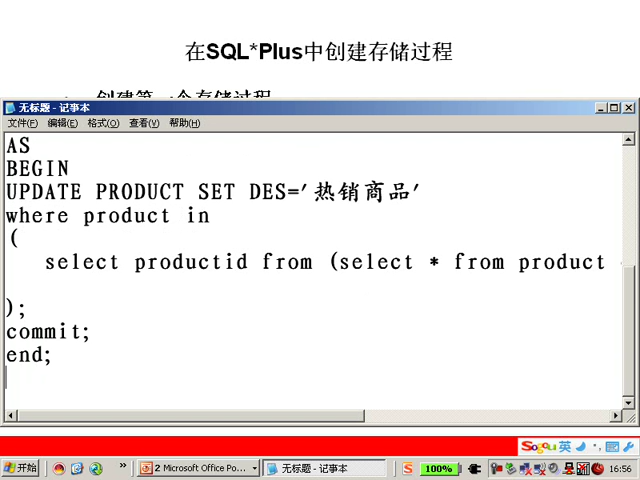 在SQL*Plus中创建存储过程
无标题 - 记事本
文件(F) 编辑(E) 格式(O) 查看(V) 帮助(H)
AS
BEGIN
UPDATE PRODUCT SET DES='热销商品'
where product in
(
select productid from (select * from product
);
commit;
end;
Sogou 英
开始 » 2 Microsoft Office Po... 无标题 - 记事本 100% 16:56